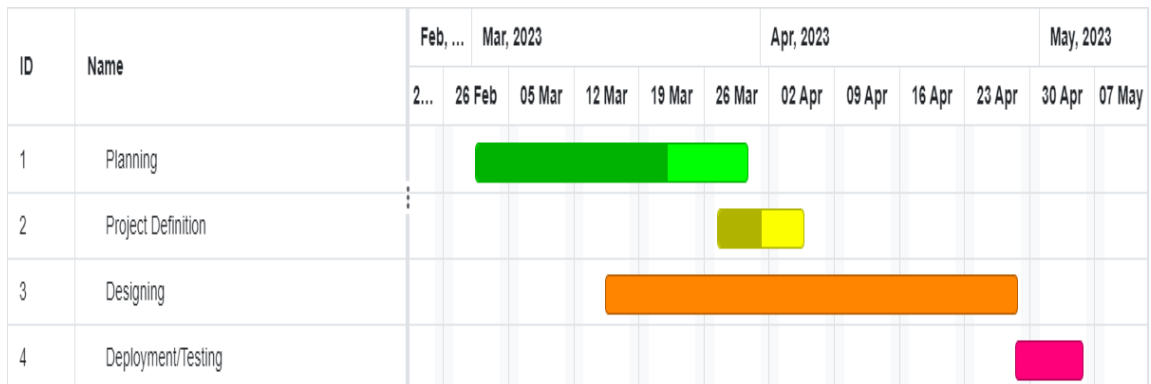 ID
Name
Feb, ...
Mar, 2023
Apr, 2023
May, 2023
2...
26 Feb
05 Mar
12 Mar
19 Mar
26 Mar
02 Apr
09 Apr
16 Apr
23 Apr
30 Apr
07 May
1 Planning
2 Project Definition
3 Designing
4 Deployment/Testing